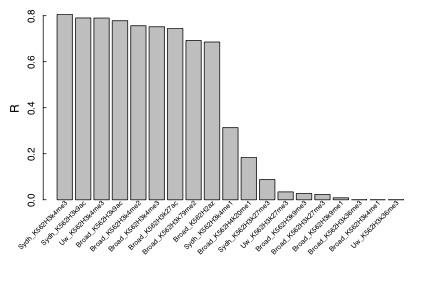 0.8
0.6
0.4
0.2
0.0
R
Sydh_K562H3k4me3
Sydh_K562H3k9ac
Uw_K562H3k4me3
Broad_K562H3k9ac
Broad_K562H3k4me2
Broad_K562H3k4me3
Broad_K562H3k27ac
Broad_K562H3k79me2
Broad_K562H2az
Sydh_K562H3k4me1
Broad_K562H4k20me1
Sydh_K562H3k27me3
Uw_K562H3k27me3
Broad_K562H3k9me3
Broad_K562H3k27me3
Broad_K562H3k9me1
Broad_K562H3k36me3
Broad_K562H3k4me1
Uw_K562H3k36me3